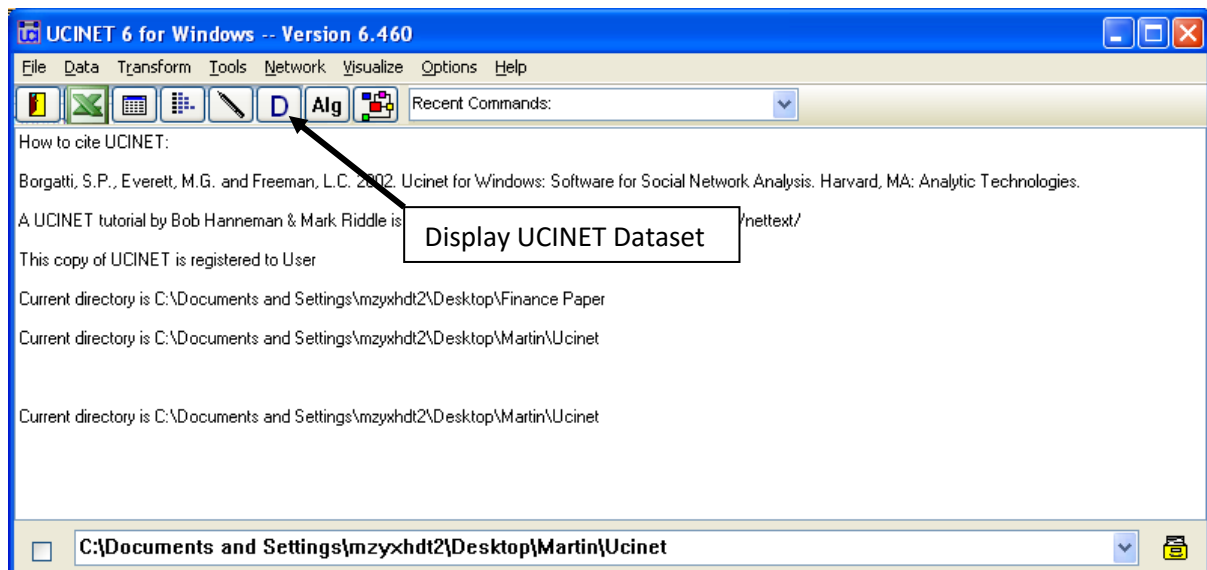 UCINET 6 for Windows -- Version 6.460
File Data Transform Tools Network Visualize Options Help
D Alg Recent Commands:
How to cite UCINET:
Borgatti, S.P., Everett, M.G. and Freeman, L.C. 2002. Ucinet for Windows: Software for Social Network Analysis. Harvard, MA: Analytic Technologies.
A UCINET tutorial by Bob Hanneman & Mark Riddle is /nettext/
Display UCINET Dataset
This copy of UCINET is registered to User
Current directory is C:\Documents and Settings\mzyxhdt2\Desktop\Finance Paper
Current directory is C:\Documents and Settings\mzyxhdt2\Desktop\Martin\Ucinet
Current directory is C:\Documents and Settings\mzyxhdt2\Desktop\Martin\Ucinet
C:\Documents and Settings\mzyxhdt2\Desktop\Martin\Ucinet